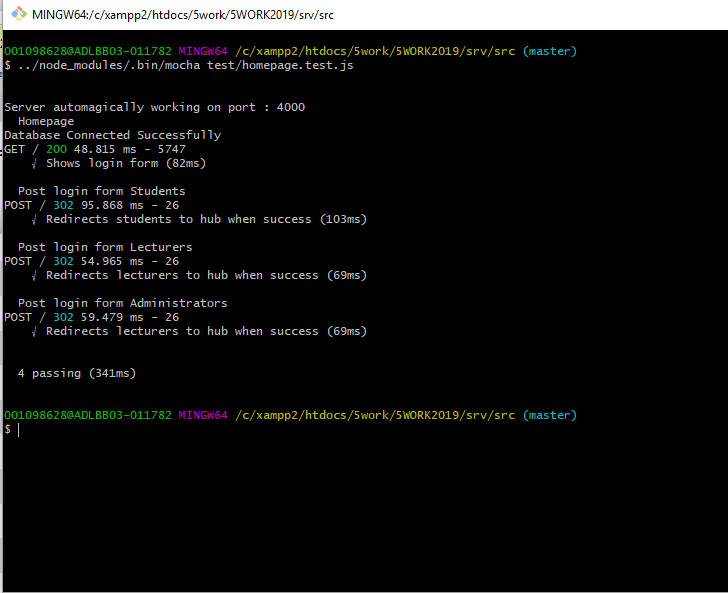 MINGW64:/c/xampp2/htdocs/5work/5WORK2019/srv/src
001098628@ADLBB03-011782 MINGW64 /c/xampp2/htdocs/5work/5WORK2019/srv/src (master)
$ ../node_modules/.bin/mocha test/homepage.test.js
Server automagically working on port : 4000
Homepage
Database Connected Successfully
GET / 200 48.815 ms - 5747
√ Shows login form (82ms)
Post login form Students
POST / 302 95.868 ms - 26
√ Redirects students to hub when success (103ms)
Post login form Lecturers
POST / 302 54.965 ms - 26
√ Redirects lecturers to hub when success (69ms)
Post login form Administrators
POST / 302 59.479 ms - 26
√ Redirects lecturers to hub when success (69ms)
4 passing (341ms)
001098628@ADLBB03-011782 MINGW64 /c/xampp2/htdocs/5work/5WORK2019/srv/src (master)
$